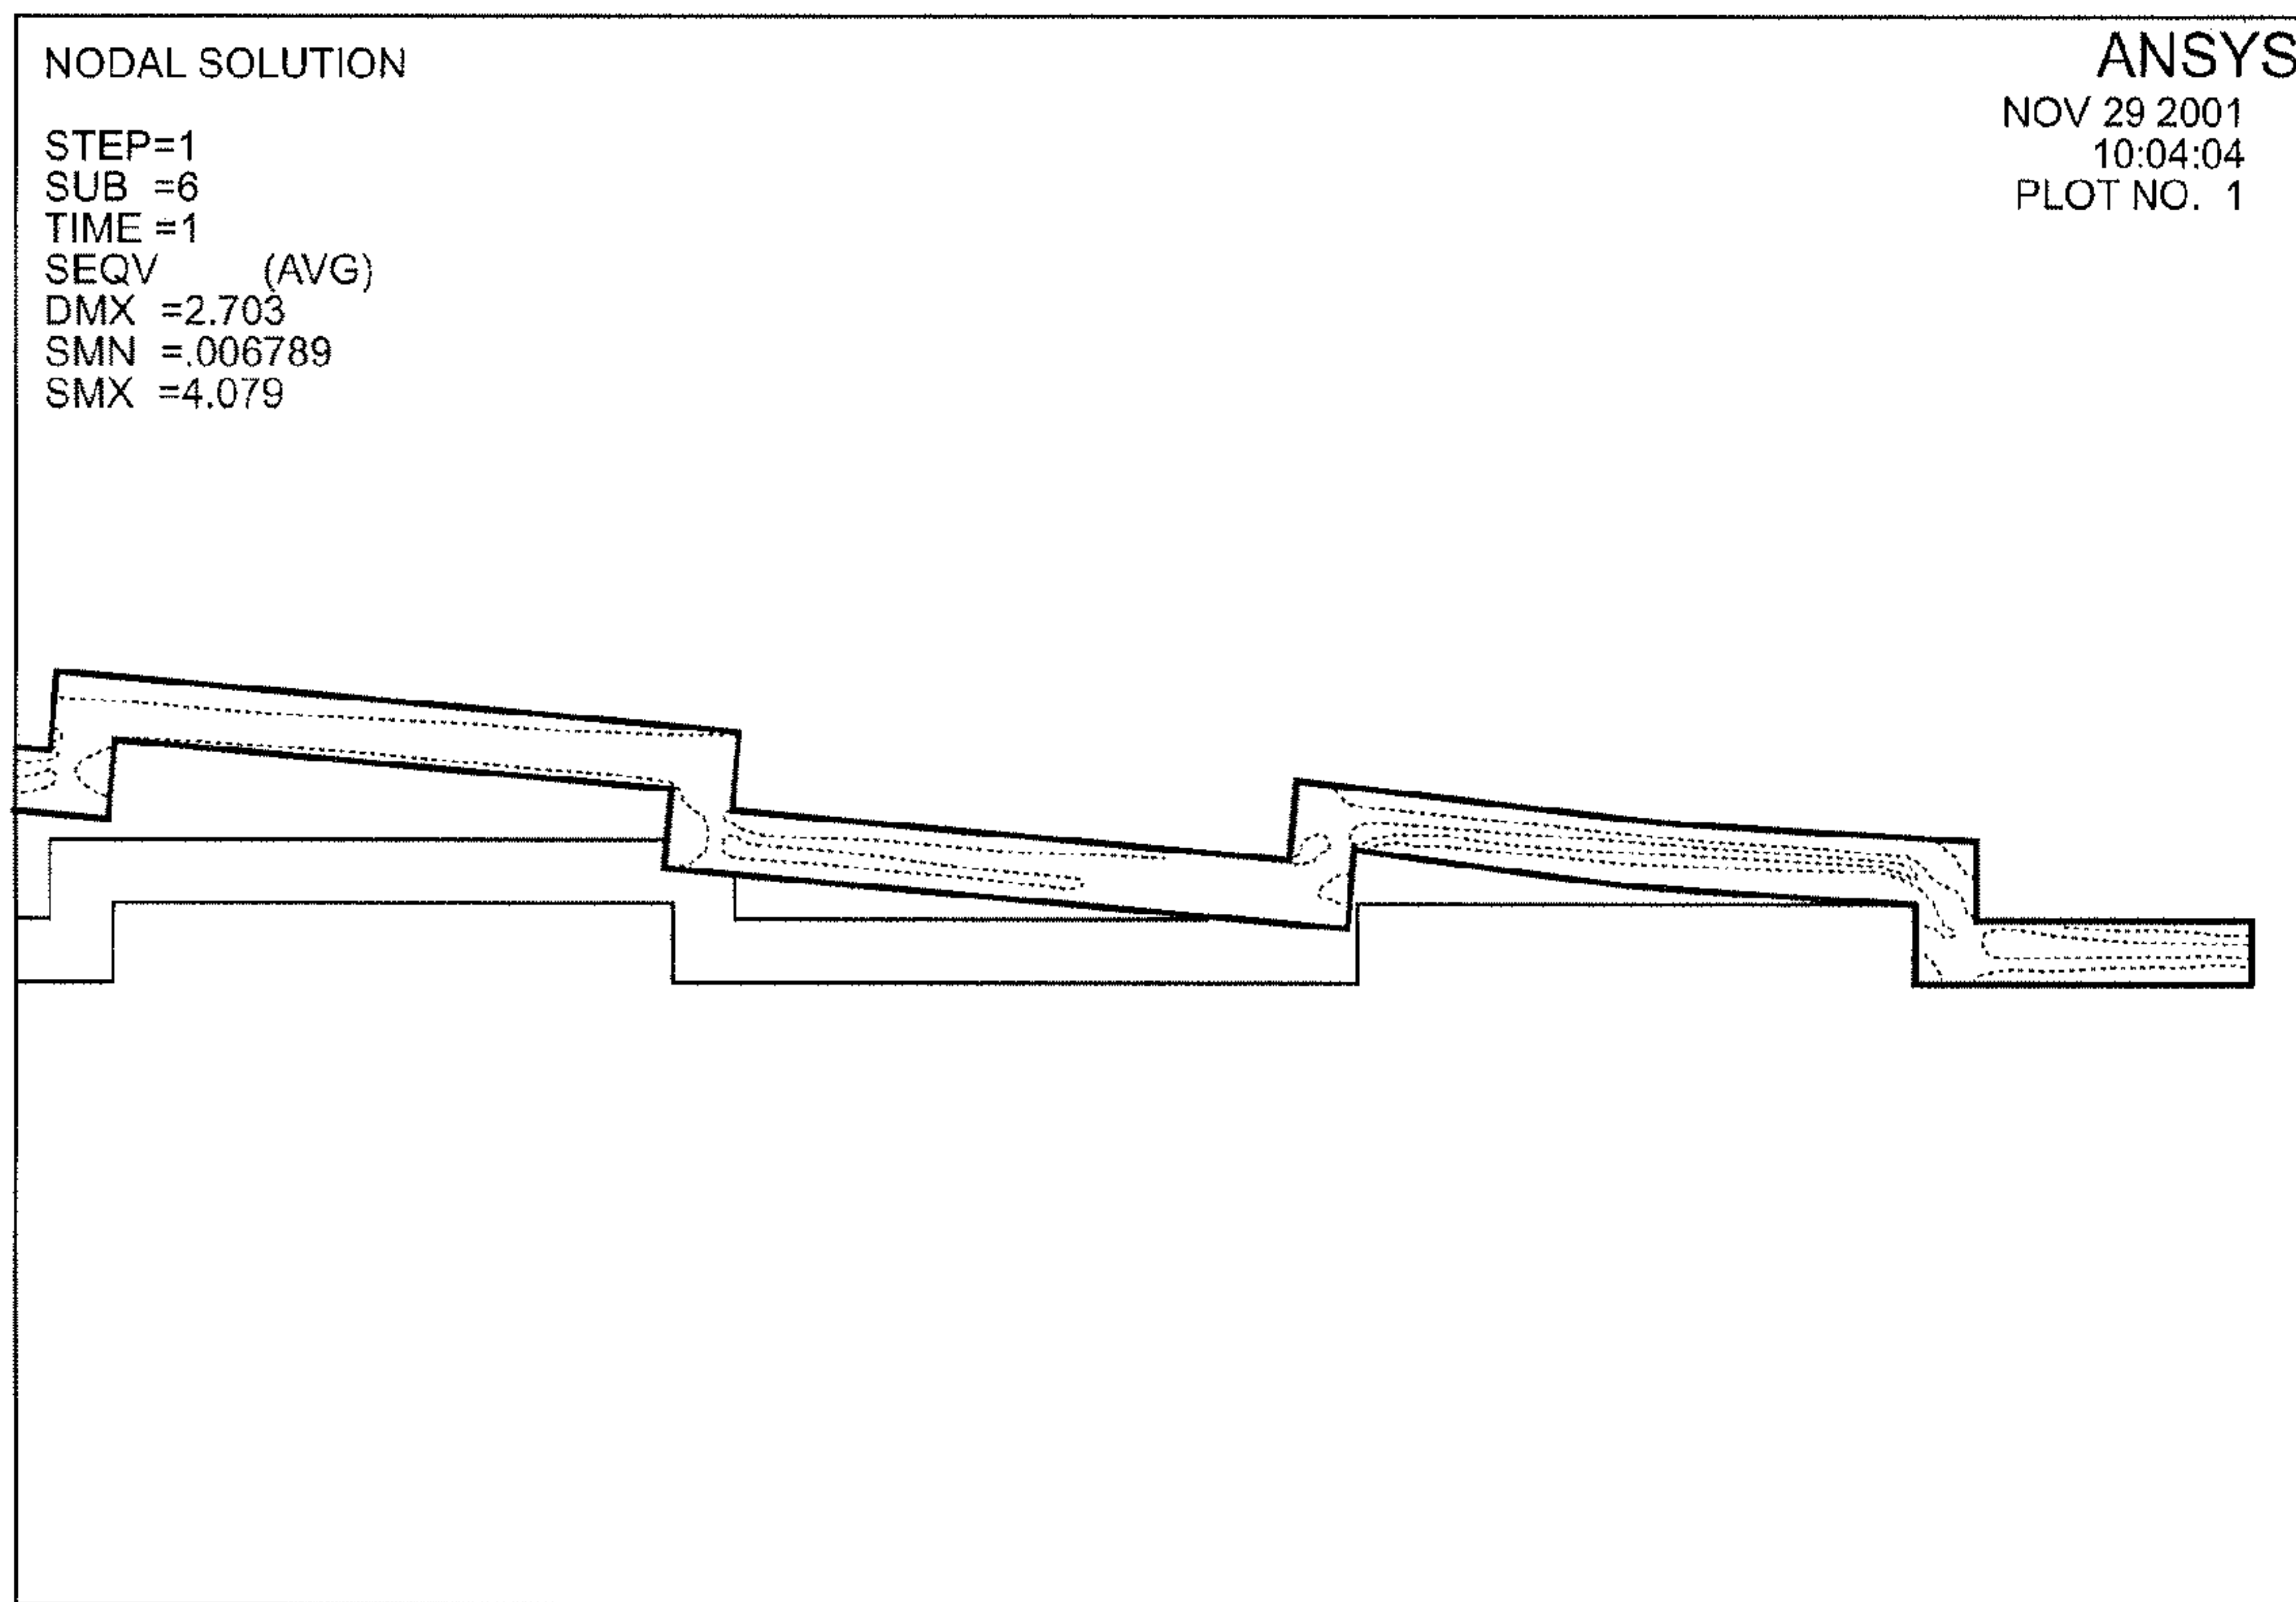 NODAL SOLUTION
STEP=1
SUB =6
TIME =1
SEQV (AVG)
DMX =2.703
SMN =.006789
SMX =4.079
ANSYS
NOV 29 2001
10:04:04
PLOT NO. 1